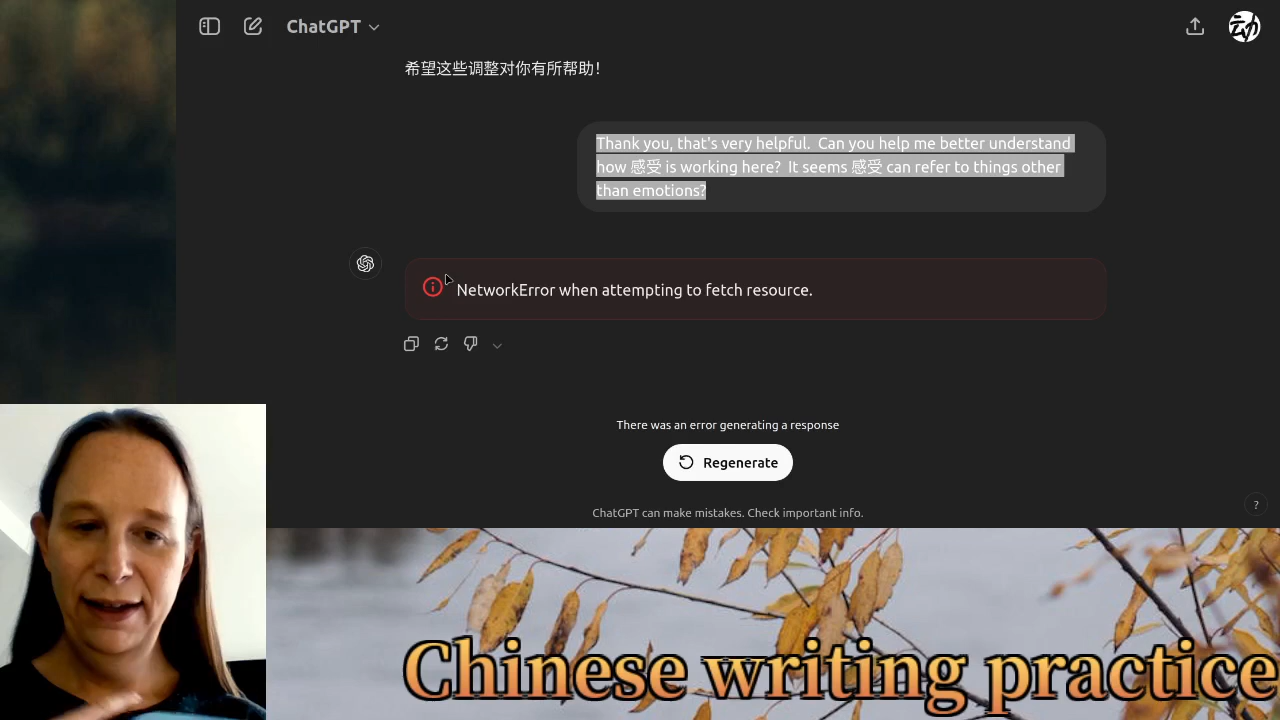 ChatGPT
动
希望这些调整对你有所帮助！
Thank you, that's very helpful.  Can you help me better understand
how 感受 is working here?  It seems 感受 can refer to things other
than emotions?
NetworkError when attempting to fetch resource.
There was an error generating a response
Regenerate
ChatGPT can make mistakes. Check important info.
?
Chinese writing practice